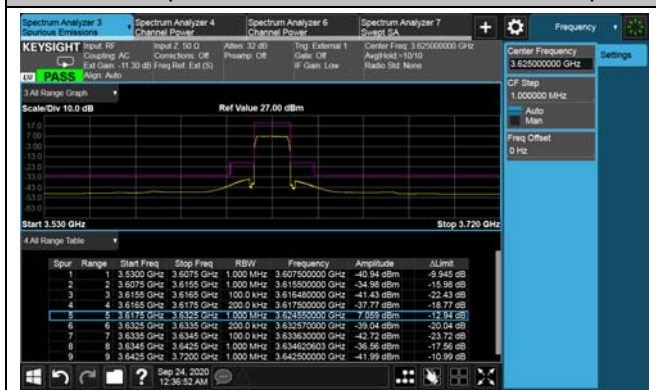 Spectrum Analyzer 3
Spurious Emissions
Spectrum Analyzer 4
Channel Power
Spectrum Analyzer 6
Channel Power
Spectrum Analyzer 7
Swept SA
+
Frequency
KEYSIGHT
Input: RF
Coupling: AC
Ext Gain: -11.30 dB
Align: Auto
Input Z: 50 Ω
Corrections: Off
Freq Ref: Ext (S)
Atten: 32 dB
Preamp: Off
Trig: External 1
Gate: Off
IF Gain: Low
Center Freq: 3.625000000 GHz
Avg|Hold:>10/10
Radio Std: None
PASS
Center Frequency
3.625000000 GHz
Settings
CF Step
1.000000 MHz
Auto
Man
Freq Offset
0 Hz
3 All Range Graph
Scale/Div 10.0 dB
Ref Value 27.00 dBm
17.0
7.00
-3.00
-13.0
-23.0
-33.0
-43.0
-53.0
-63.0
Start 3.530 GHz
Stop 3.720 GHz
4 All Range Table
Spur Range Start Freq Stop Freq RBW Frequency Amplitude ΔLimit
1 1 3.5300 GHz 3.6075 GHz 1.000 MHz 3.607500000 GHz -40.94 dBm -9.945 dB
2 2 3.6075 GHz 3.6155 GHz 1.000 MHz 3.615500000 GHz -34.98 dBm -15.98 dB
3 3 3.6155 GHz 3.6165 GHz 100.0 kHz 3.616480000 GHz -41.43 dBm -22.43 dB
4 4 3.6165 GHz 3.6175 GHz 200.0 kHz 3.617500000 GHz -37.77 dBm -18.77 dB
5 5 3.6175 GHz 3.6325 GHz 1.000 MHz 3.624550000 GHz 7.059 dBm -12.94 dB
6 6 3.6325 GHz 3.6335 GHz 200.0 kHz 3.632570000 GHz -39.04 dBm -20.04 dB
7 7 3.6335 GHz 3.6345 GHz 100.0 kHz 3.633630000 GHz -42.72 dBm -23.72 dB
8 8 3.6345 GHz 3.6425 GHz 1.000 MHz 3.634620603 GHz -36.56 dBm -17.56 dB
9 9 3.6425 GHz 3.7200 GHz 1.000 MHz 3.642500000 GHz -41.99 dBm -10.99 dB
?
Sep 24, 2020
12:36:52 AM